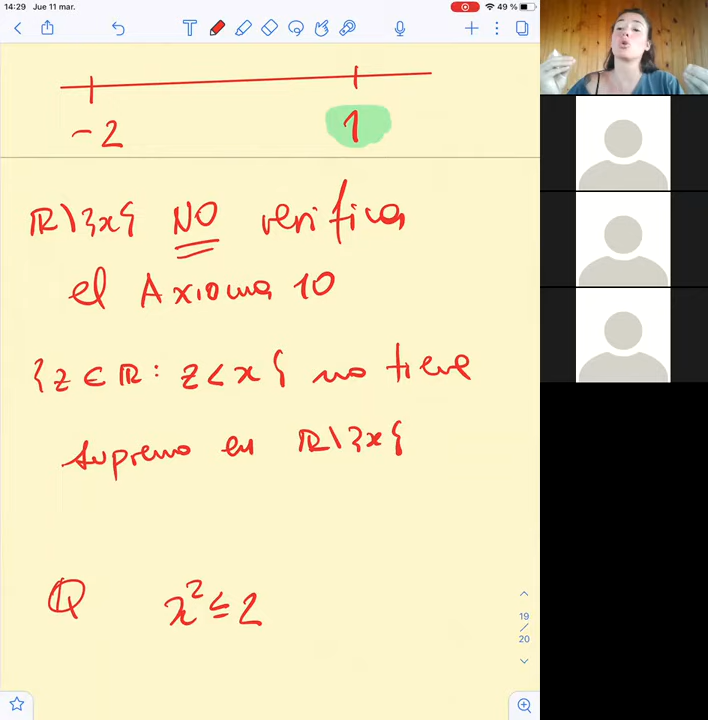 14:29 Jue 11 mar.
49 %
T
-2
1
ℝ\{x} NO verifica
el Axioma 10
{z ∈ ℝ : z < x} no tiene
supremo en ℝ\{x}
ℚ x² ≤ 2
19
/
20